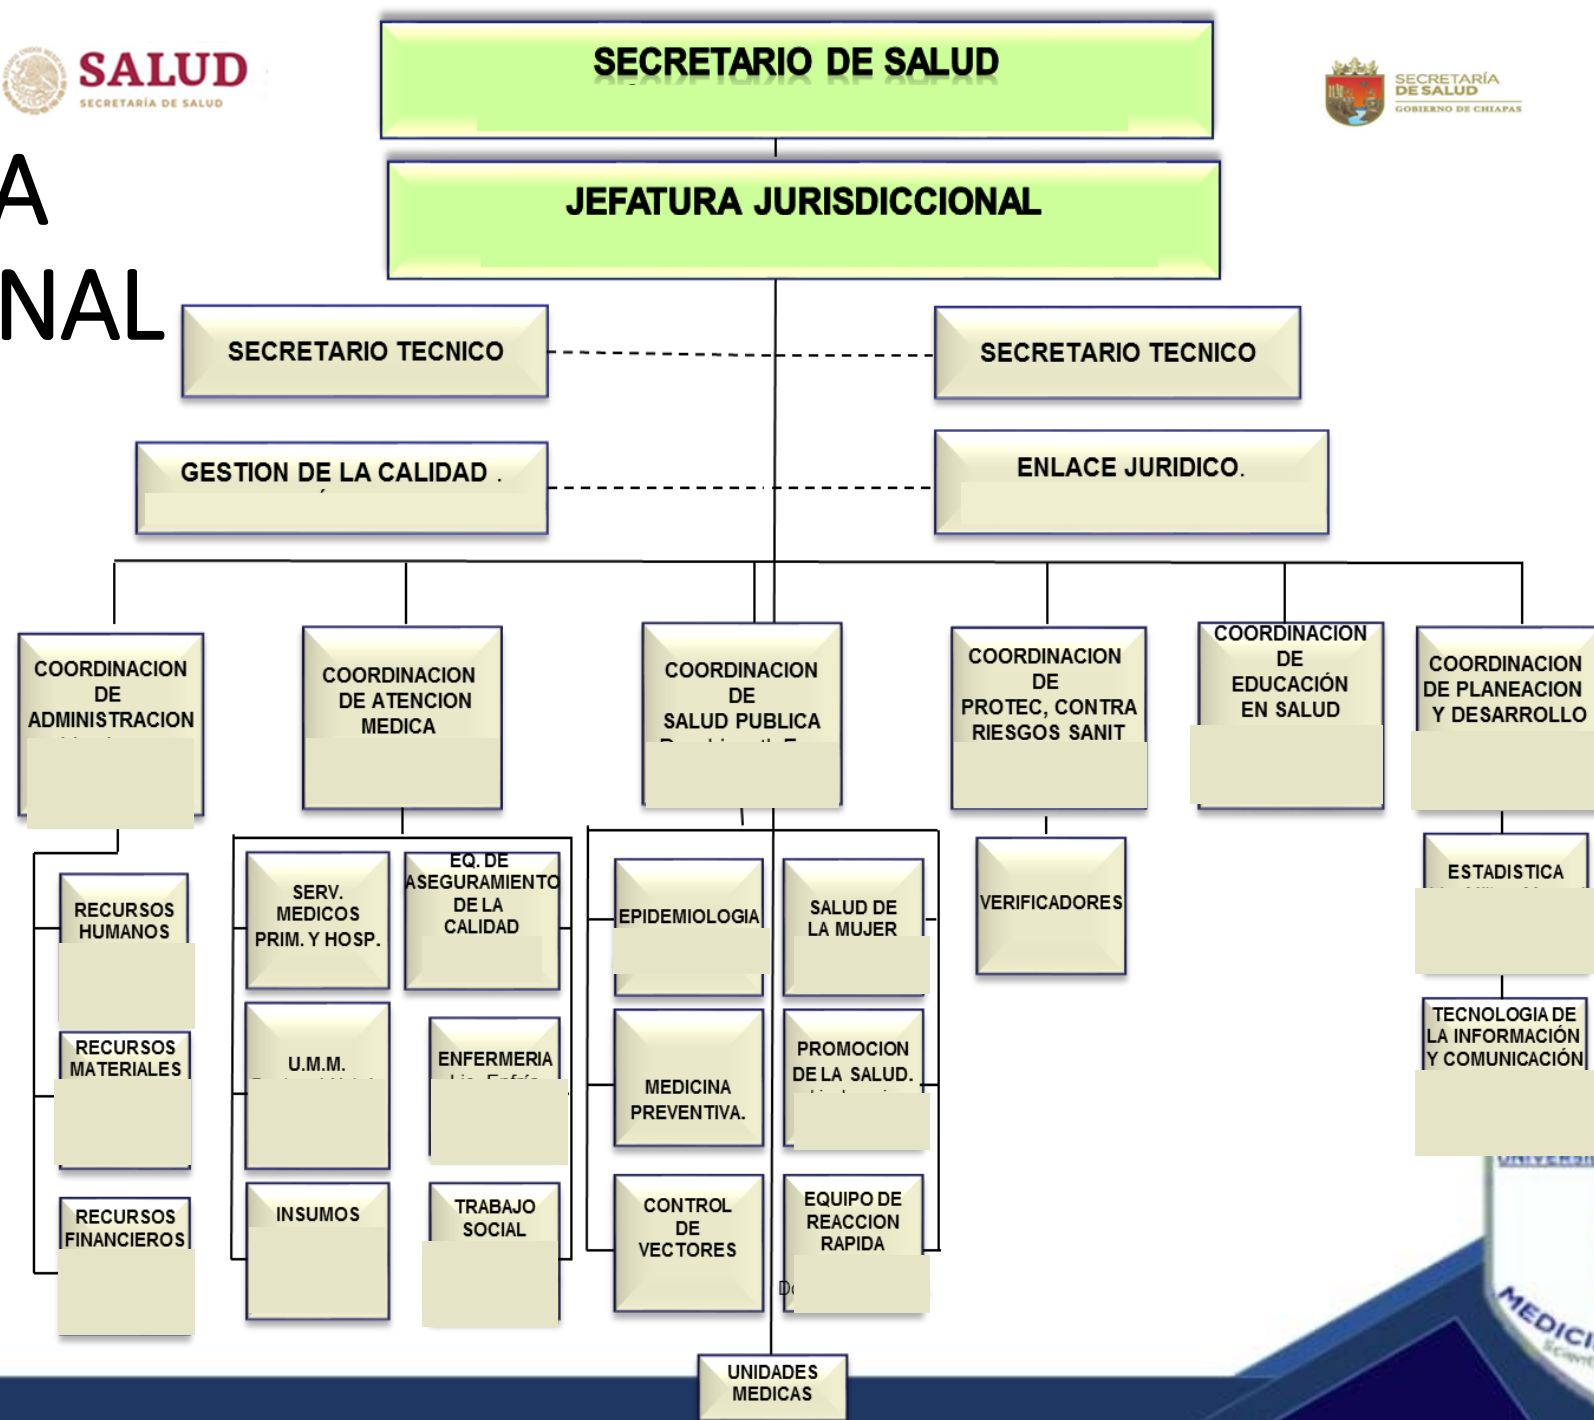 SALUD
SECRETARÍA DE SALUD
SECRETARIO DE SALUD
SECRETARÍA
DE SALUD
GOBIERNO DE CHIAPAS
A
NAL
JEFATURA JURISDICCIONAL
SECRETARIO TECNICO
SECRETARIO TECNICO
GESTION DE LA CALIDAD .
ENLACE JURIDICO.
COORDINACION
DE
ADMINISTRACION
COORDINACION
DE ATENCION
MEDICA
COORDINACION
DE
SALUD PUBLICA
COORDINACION
DE
PROTEC, CONTRA
RIESGOS SANIT
COORDINACION
DE
EDUCACIÓN
EN SALUD
COORDINACION
DE PLANEACION
Y DESARROLLO
RECURSOS
HUMANOS
RECURSOS
MATERIALES
RECURSOS
FINANCIEROS
SERV.
MEDICOS
PRIM. Y HOSP.
EQ. DE
ASEGURAMIENTO
DE LA
CALIDAD
U.M.M.
ENFERMERIA
INSUMOS
TRABAJO
SOCIAL
EPIDEMIOLOGIA
SALUD DE
LA MUJER
MEDICINA
PREVENTIVA.
PROMOCION
DE LA SALUD.
CONTROL
DE
VECTORES
EQUIPO DE
REACCION
RAPIDA
VERIFICADORES
ESTADISTICA
TECNOLOGIA DE
LA INFORMACIÓN
Y COMUNICACIÓN
UNIDADES
MEDICAS